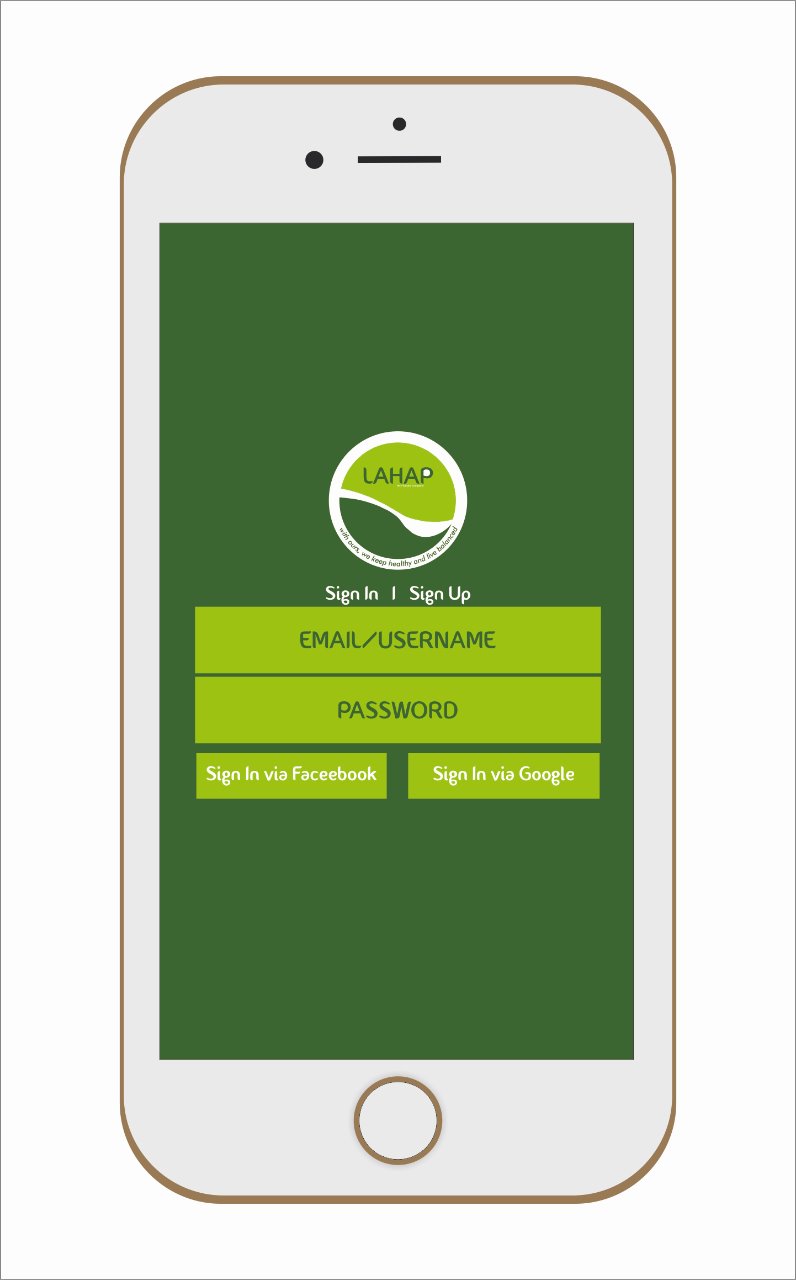 LAHAP
with ours, we keep healthy and live balanced
Sign In | Sign Up
EMAIL/USERNAME
PASSWORD
Sign In via Faceebook
Sign In via Google